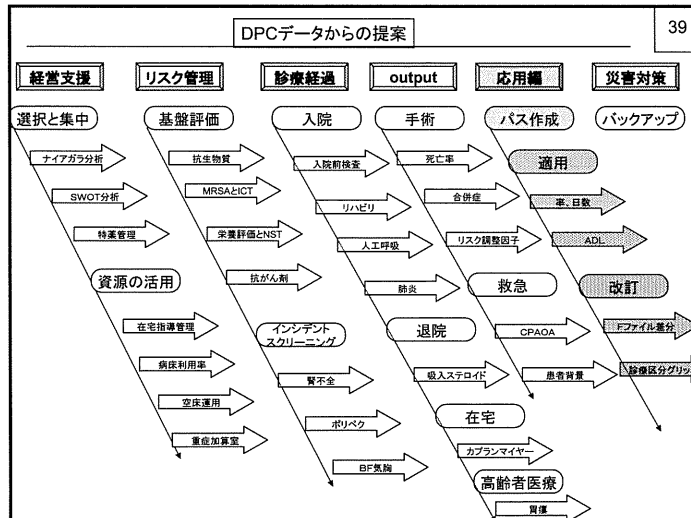 DPCデータからの提案
39
経営支援
リスク管理
診療経過
output
応用編
災害対策
選択と集中
基盤評価
入院
手術
パス作成
バックアップ
ナイアガラ分析
抗生物質
入院前検査
死亡率
適用
SWOT分析
MRSAとICT
リハビリ
合併症
率、日数
特薬管理
栄養評価とNST
人工呼吸
リスク調整因子
ADL
資源の活用
抗がん剤
肺炎
救急
改訂
在宅指導管理
インシデント
スクリーニング
退院
CPAOA
Fファイル差分
病床利用率
腎不全
吸入ステロイド
患者背景
診療区分グリッ
空床運用
ポリペク
在宅
重症加算室
BF気胸
カプランマイヤー
高齢者医療
胃瘻